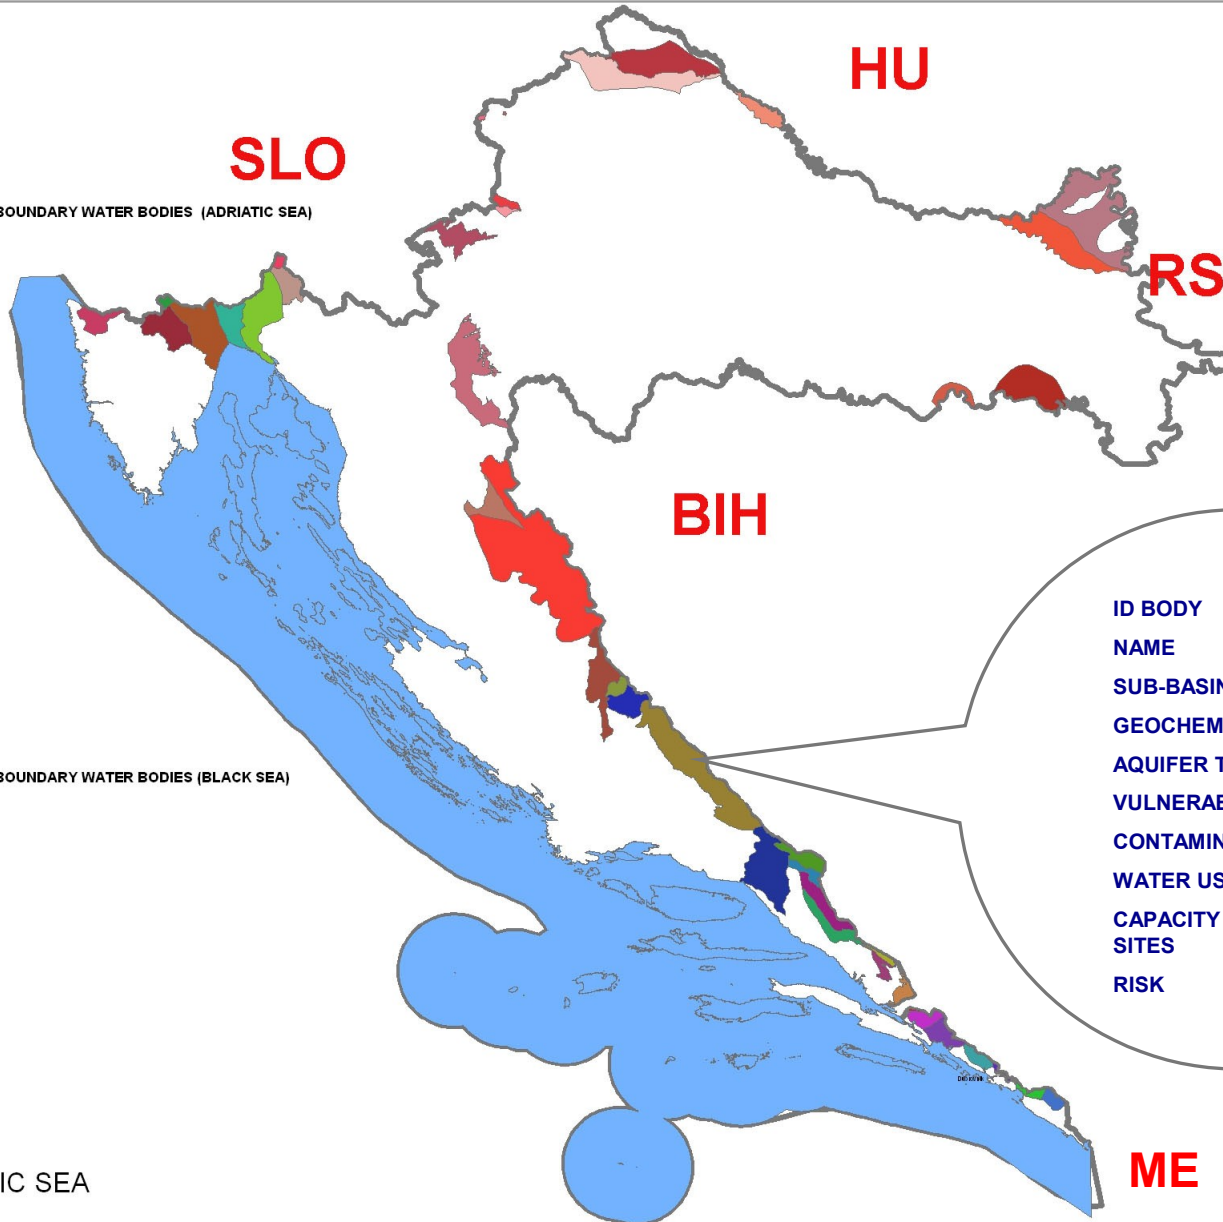 HU
SLO
BOUNDARY WATER BODIES (ADRIATIC SEA)
RS
BIH
ID BODY
NAME
SUB-BASIN
GEOCHEM
AQUIFER T
VULNERAB
CONTAMIN
WATER US
CAPACITY
SITES
RISK
BOUNDARY WATER BODIES (BLACK SEA)
ME
IC SEA